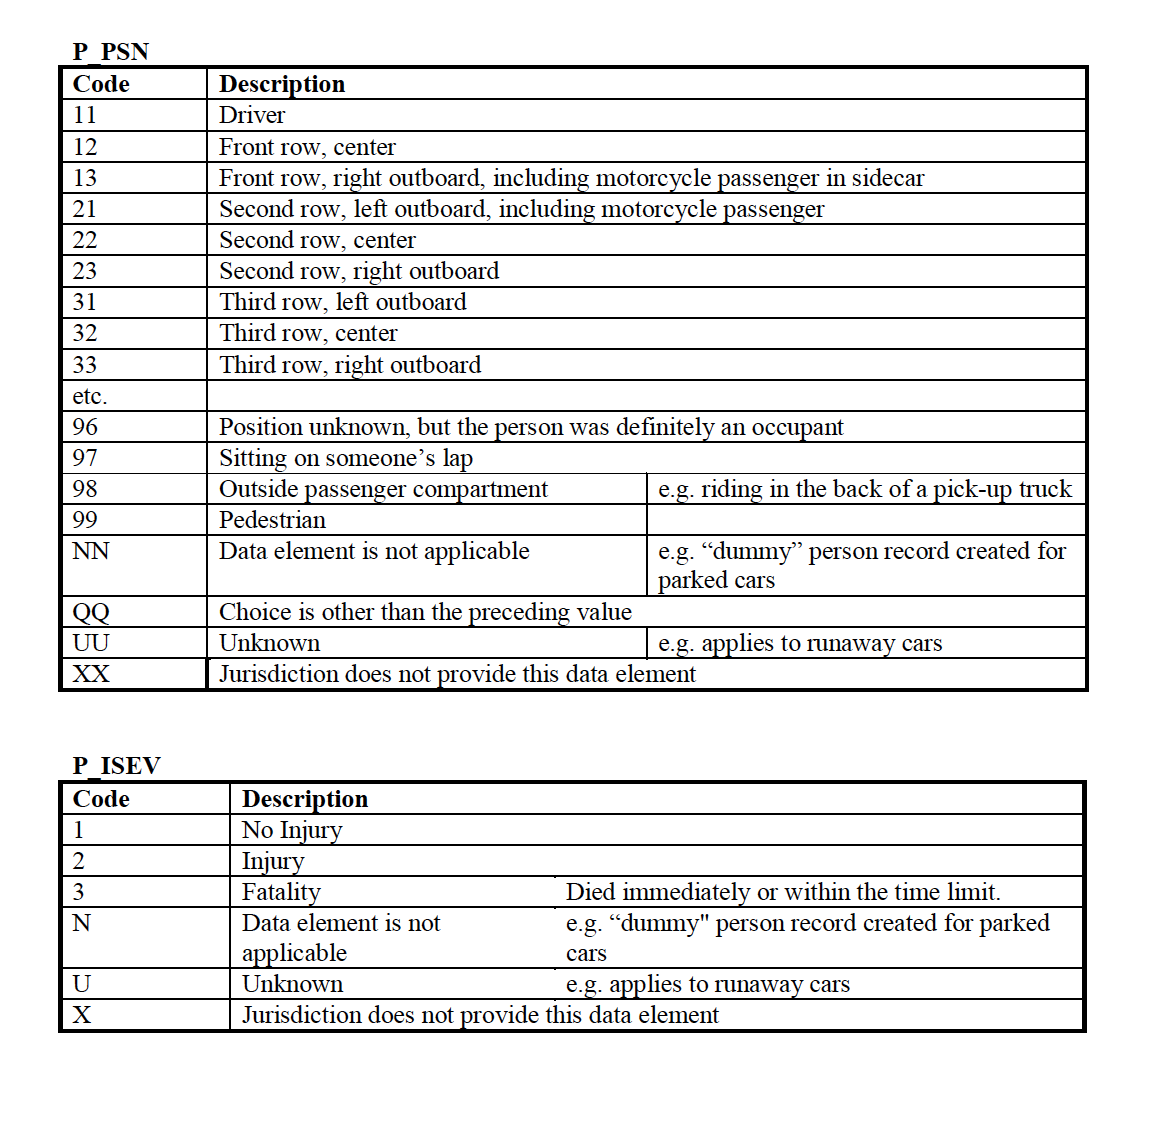 P_PSN
Code Description
11 Driver
12 Front row, center
13 Front row, right outboard, including motorcycle passenger in sidecar
21 Second row, left outboard, including motorcycle passenger
22 Second row, center
23 Second row, right outboard
31 Third row, left outboard
32 Third row, center
33 Third row, right outboard
etc.
96 Position unknown, but the person was definitely an occupant
97 Sitting on someone’s lap
98 Outside passenger compartment e.g. riding in the back of a pick-up truck
99 Pedestrian
NN Data element is not applicable e.g. “dummy” person record created for
parked cars
QQ Choice is other than the preceding value
UU Unknown e.g. applies to runaway cars
XX Jurisdiction does not provide this data element
P_ISEV
Code Description
1 No Injury
2 Injury
3 Fatality Died immediately or within the time limit.
N Data element is not e.g. “dummy" person record created for parked
applicable cars
U Unknown e.g. applies to runaway cars
X Jurisdiction does not provide this data element